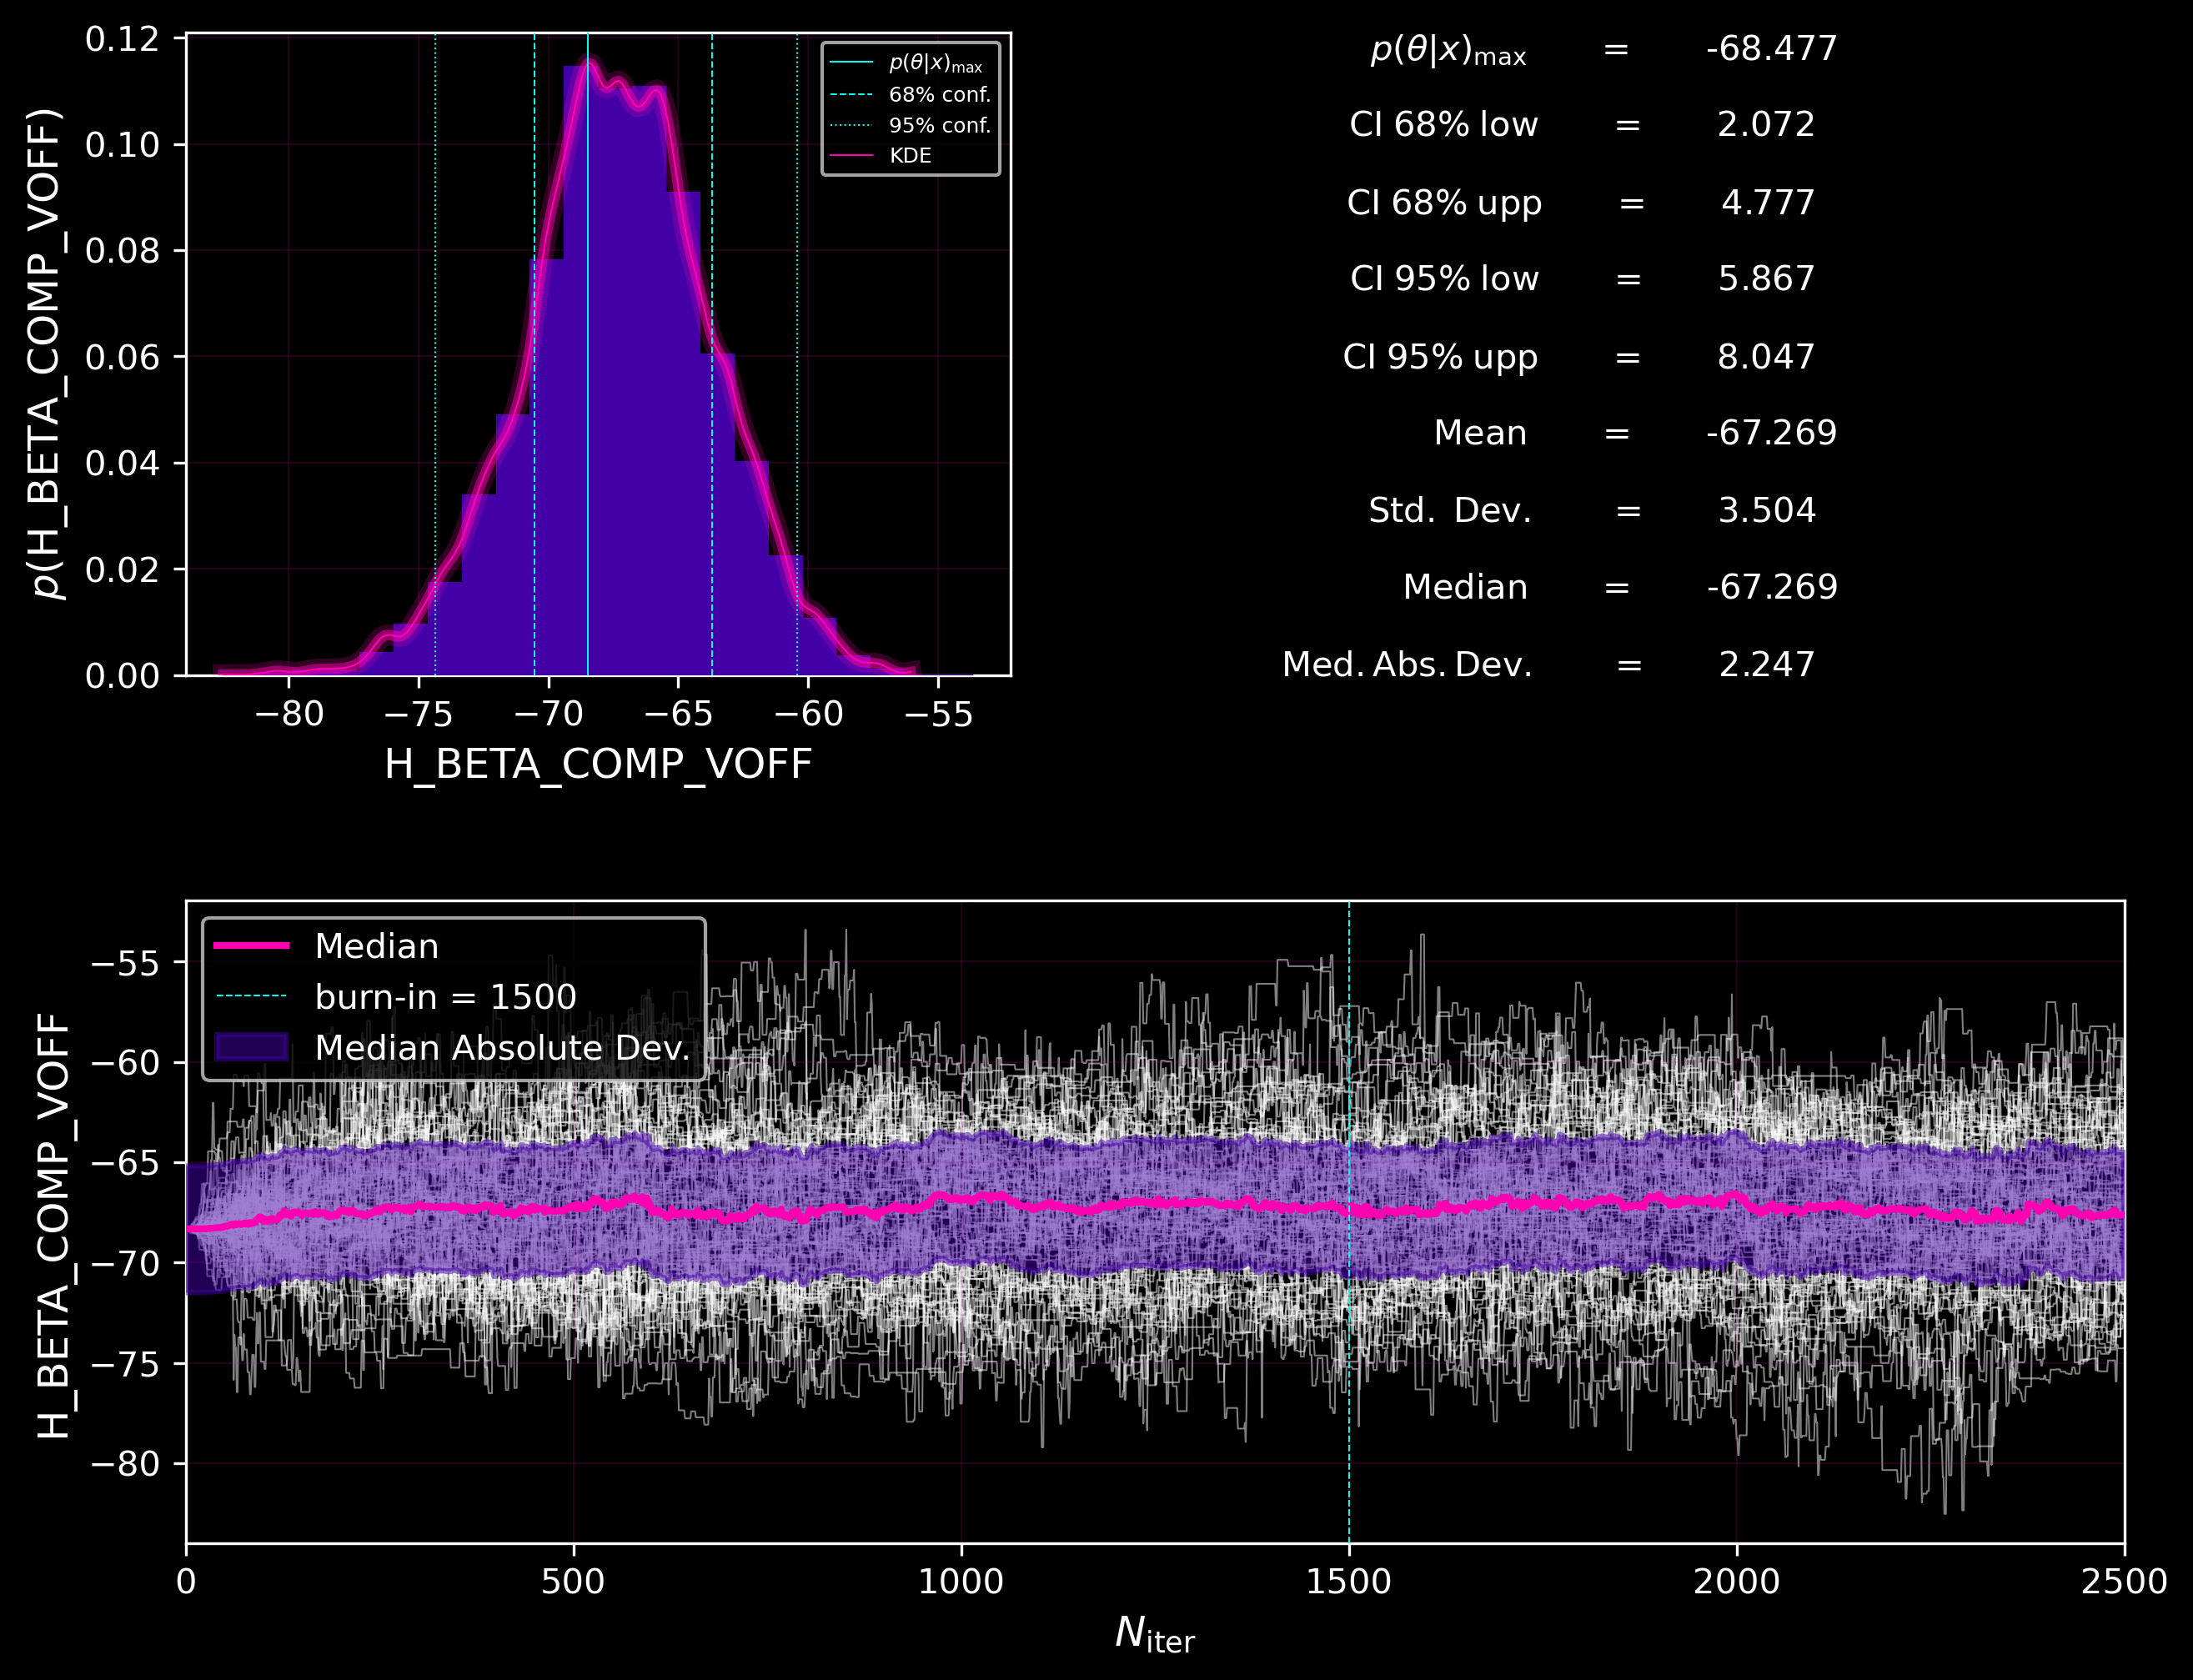 0.12
0.10
0.08
0.06
0.04
0.02
0.00
p(H_BETA_COMP_VOFF)
−80 −75 −70 −65 −60 −55
H_BETA_COMP_VOFF
p(θ|x)max
68% conf.
95% conf.
KDE
p(θ|x)max = -68.477
CI 68% low = 2.072
CI 68% upp = 4.777
CI 95% low = 5.867
CI 95% upp = 8.047
Mean = -67.269
Std. Dev. = 3.504
Median = -67.269
Med. Abs. Dev. = 2.247
−55
−60
−65
−70
−75
−80
H_BETA_COMP_VOFF
Median
burn-in = 1500
Median Absolute Dev.
0 500 1000 1500 2000 2500
Niter